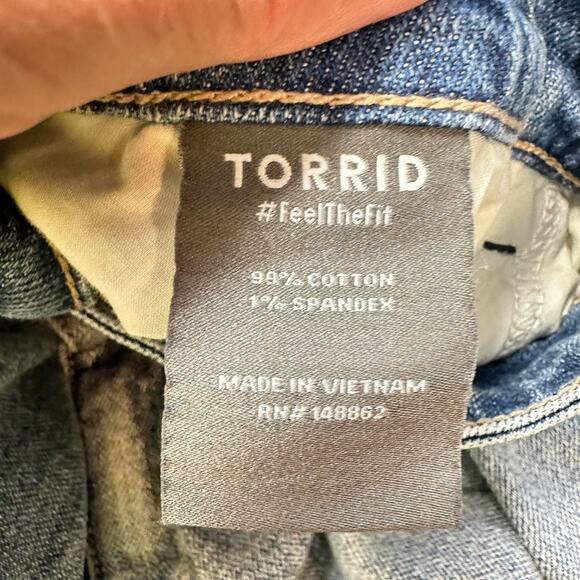 TORRID
#FeelTheFit
99% COTTON
1% SPANDEX
MADE IN VIETNAM
RN# 148862